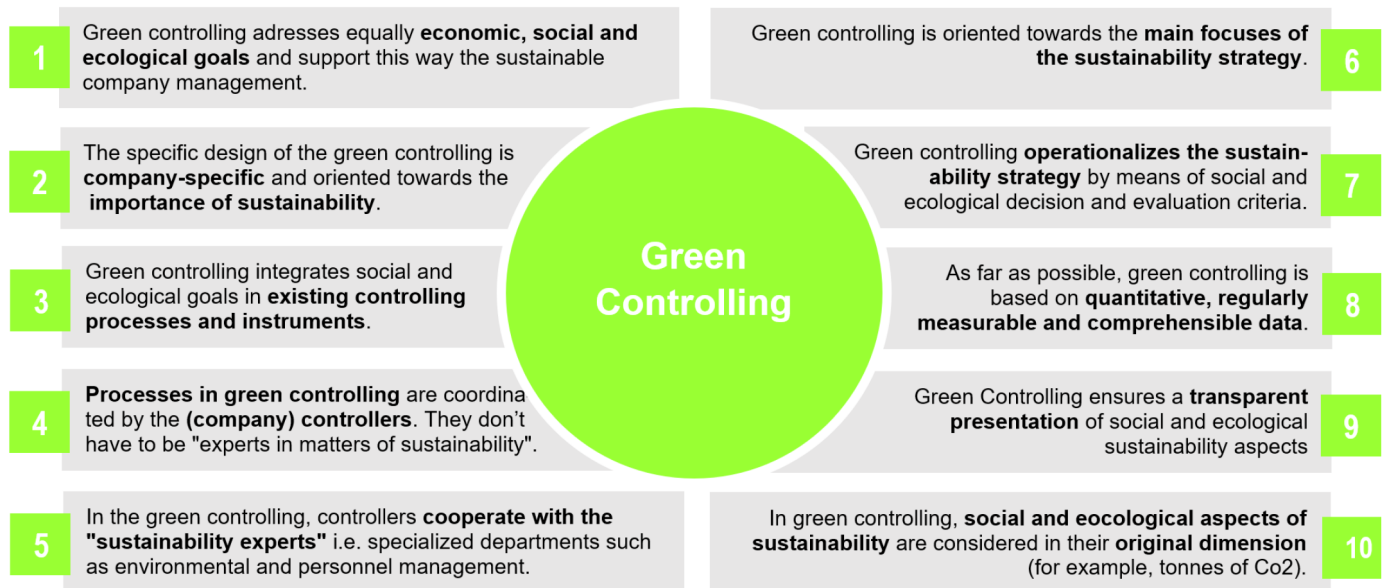 1
Green controlling adresses equally economic, social and
ecological goals and support this way the sustainable
company management.
2
The specific design of the green controlling is
company-specific and oriented towards the
importance of sustainability.
3
Green controlling integrates social and
ecological goals in existing controlling
processes and instruments.
4
Processes in green controlling are coordina
ted by the (company) controllers. They don’t
have to be "experts in matters of sustainability".
5
In the green controlling, controllers cooperate with the
"sustainability experts" i.e. specialized departments such
as environmental and personnel management.
Green
Controlling
Green controlling is oriented towards the main focuses of
the sustainability strategy.
6
Green controlling operationalizes the sustain-
ability strategy by means of social and
ecological decision and evaluation criteria.
7
As far as possible, green controlling is
based on quantitative, regularly
measurable and comprehensible data.
8
Green Controlling ensures a transparent
presentation of social and ecological
sustainability aspects
9
In green controlling, social and eocological aspects of
sustainability are considered in their original dimension
(for example, tonnes of Co2).
10